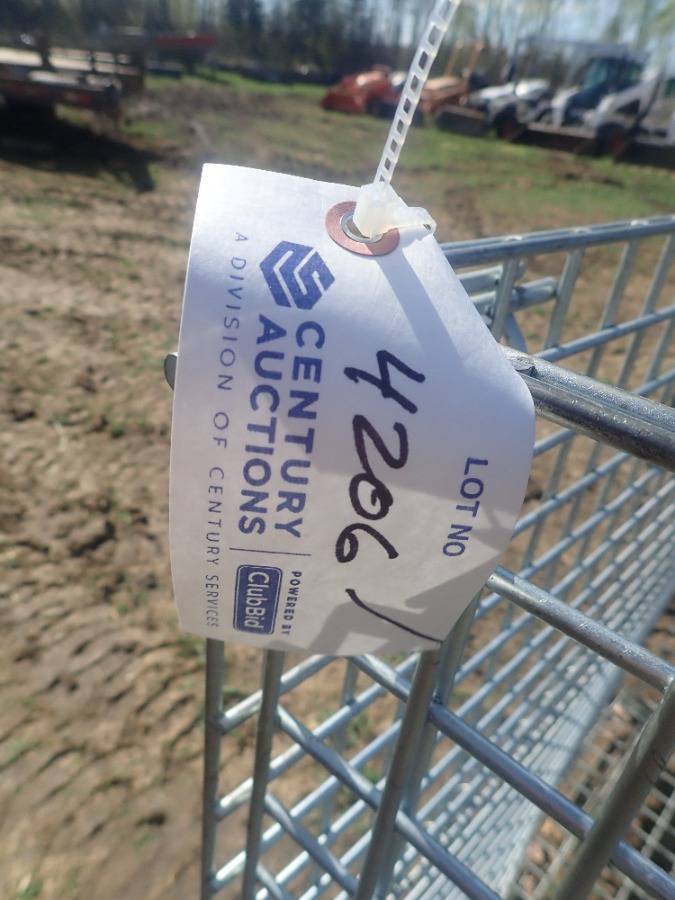 LOT NO
4206 /
CENTURY
AUCTIONS
A DIVISION OF CENTURY SERVICES
POWERED BY
ClubBid